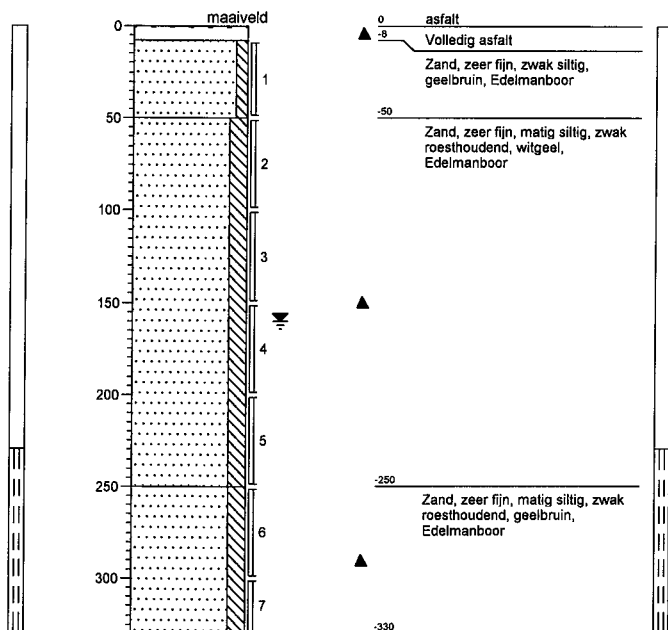 maaiveld
0
50
100
150
200
250
300
1
2
3
4
5
6
7
0 asfalt
-8 Volledig asfalt
Zand, zeer fijn, zwak siltig,
geelbruin, Edelmanboor
-50
Zand, zeer fijn, matig siltig, zwak
roesthoudend, witgeel,
Edelmanboor
-250
Zand, zeer fijn, matig siltig, zwak
roesthoudend, geelbruin,
Edelmanboor
-330